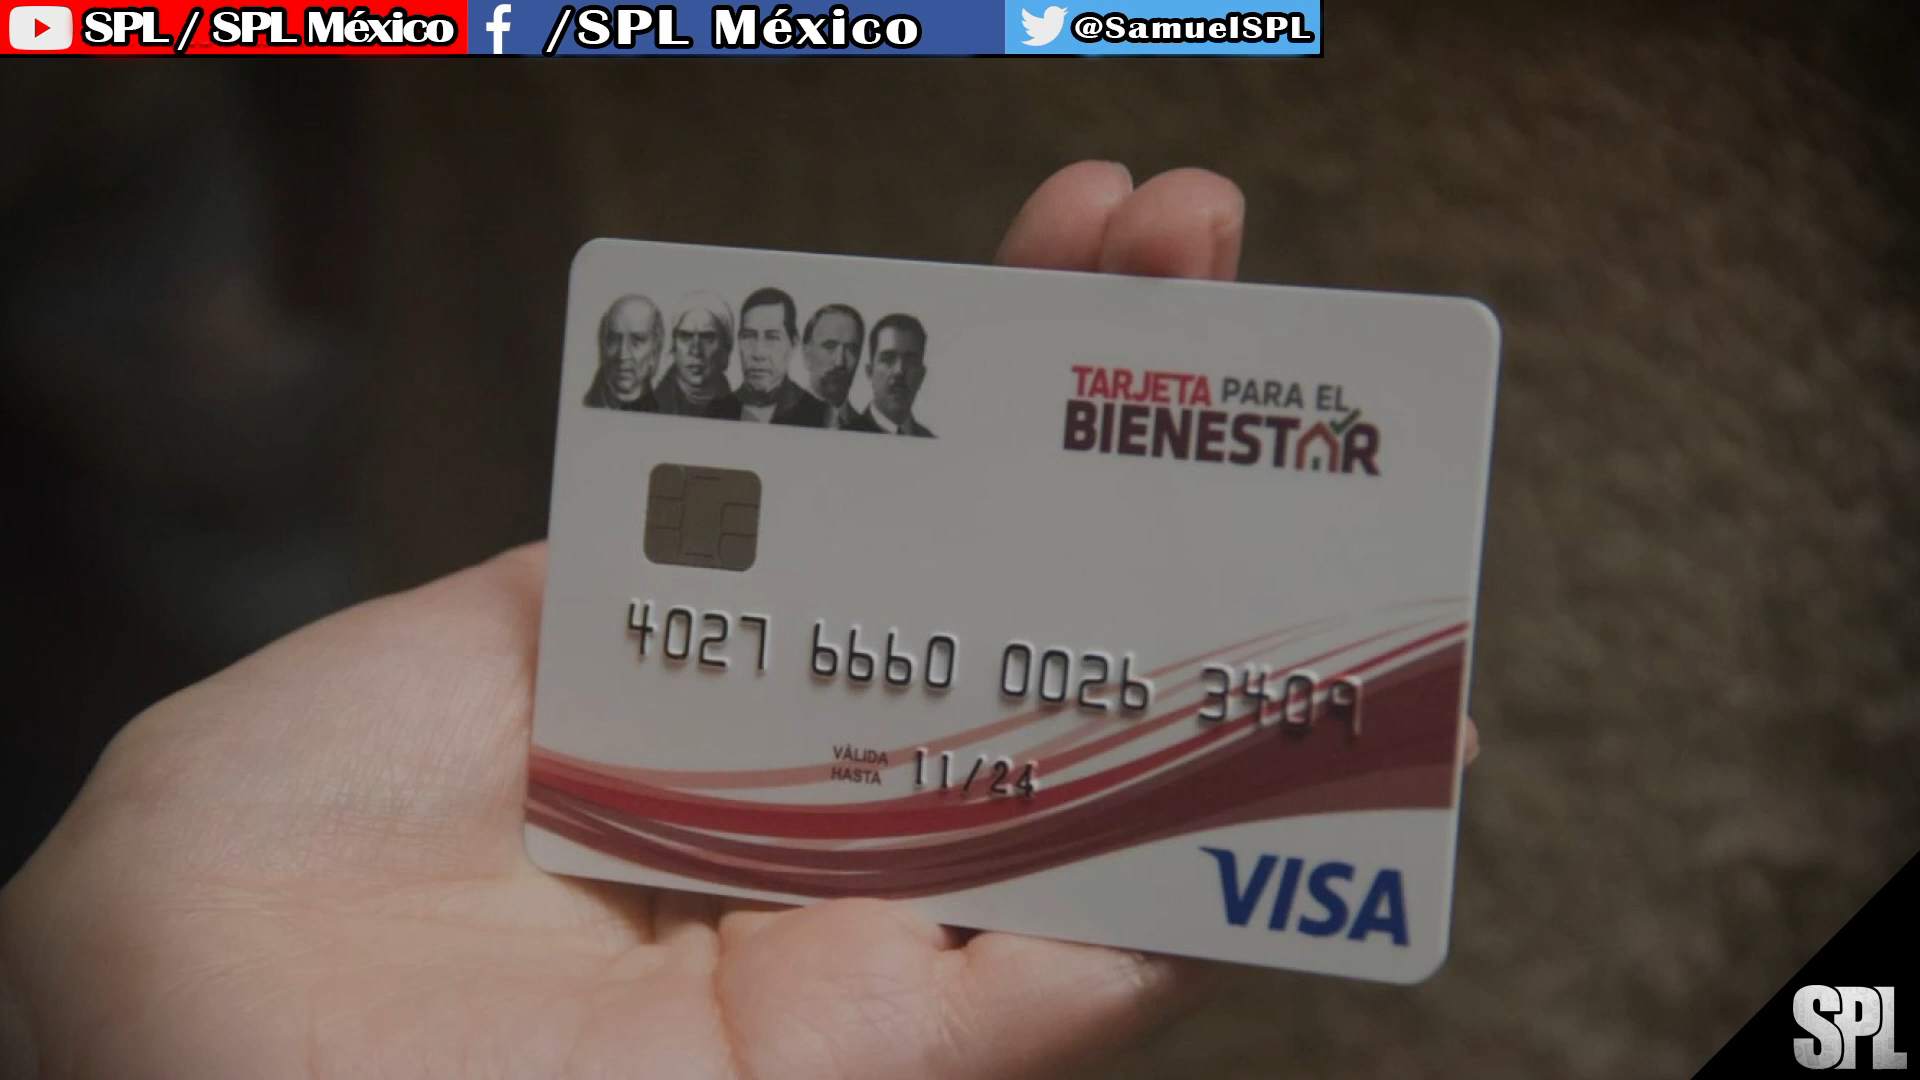 SPL / SPL México
/SPL México
@SamuelSPL
TARJETA PARA EL
BIENESTAR
4027 6660 0026 3409
VÁLIDA
HASTA
11/24
VISA
SPL